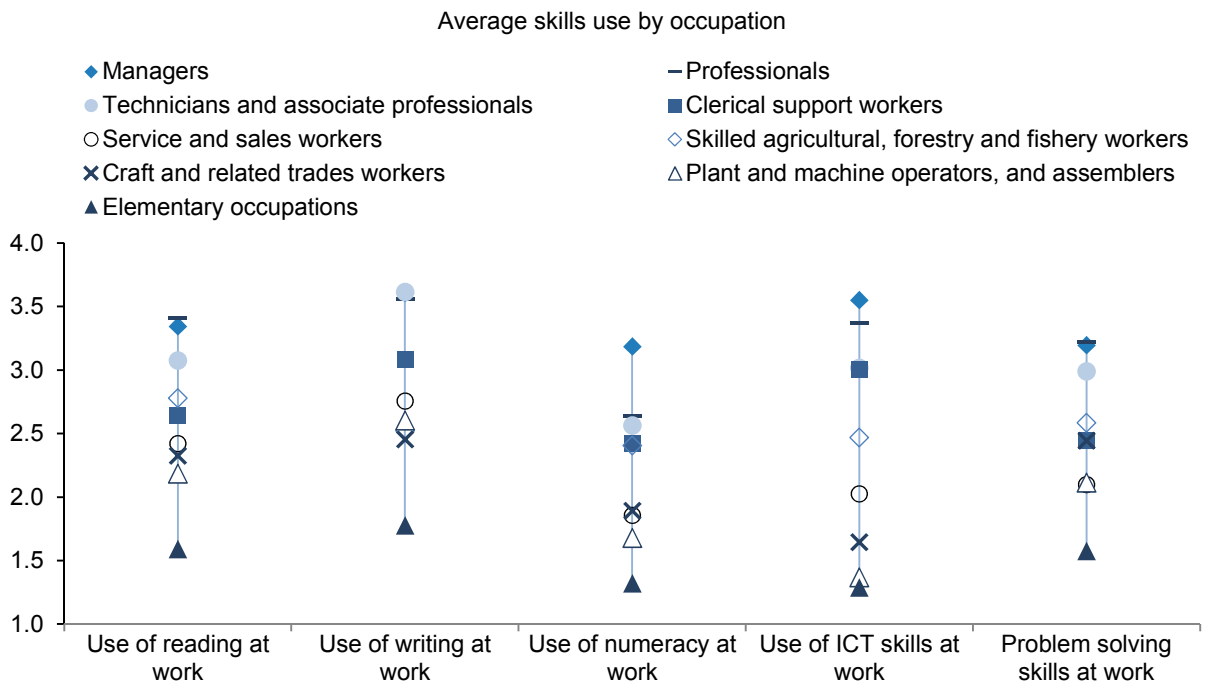 Average skills use by occupation
Managers
Professionals
Technicians and associate professionals
Clerical support workers
Service and sales workers
Skilled agricultural, forestry and fishery workers
Craft and related trades workers
Plant and machine operators, and assemblers
Elementary occupations
4.0
3.5
3.0
2.5
2.0
1.5
1.0
Use of reading at
work
Use of writing at
work
Use of numeracy at
work
Use of ICT skills at
work
Problem solving
skills at work